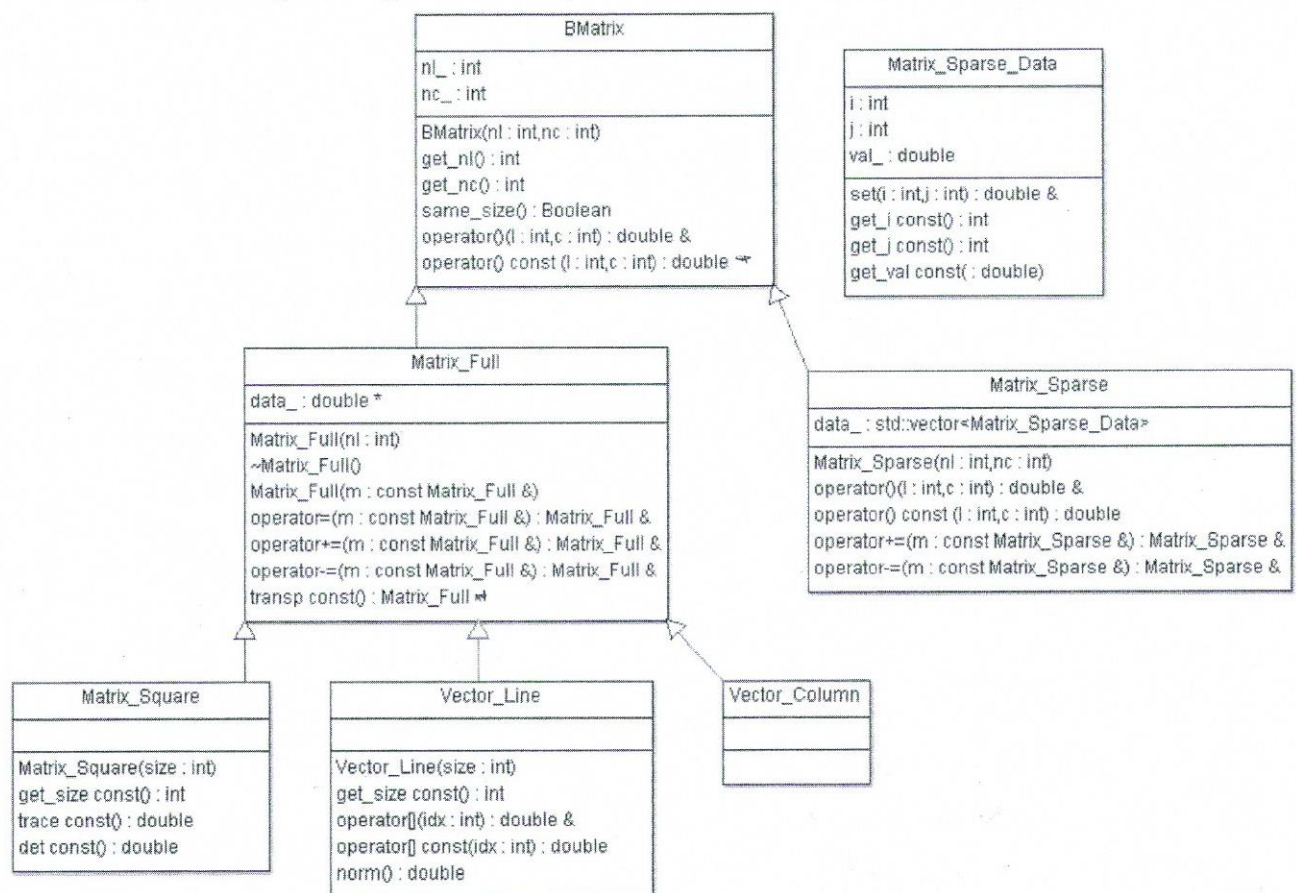 BMatrix
nl_ : int
nc_ : int
BMatrix(nl : int,nc : int)
get_nl() : int
get_nc() : int
same_size() : Boolean
operator()(l : int,c : int) : double &
operator() const (l : int,c : int) : double
Matrix_Sparse_Data
i : int
j : int
val_ : double
set(i : int,j : int) : double &
get_i const() : int
get_j const() : int
get_val const( : double)
Matrix_Full
data_ : double *
Matrix_Full(nl : int)
~Matrix_Full()
Matrix_Full(m : const Matrix_Full &)
operator=(m : const Matrix_Full &) : Matrix_Full &
operator+=(m : const Matrix_Full &) : Matrix_Full &
operator-=(m : const Matrix_Full &) : Matrix_Full &
transp const() : Matrix_Full
Matrix_Sparse
data_ : std::vector<Matrix_Sparse_Data>
Matrix_Sparse(nl : int,nc : int)
operator()(l : int,c : int) : double &
operator() const (l : int,c : int) : double
operator+=(m : const Matrix_Sparse &) : Matrix_Sparse &
operator-=(m : const Matrix_Sparse &) : Matrix_Sparse &
Matrix_Square
Matrix_Square(size : int)
get_size const() : int
trace const() : double
det const() : double
Vector_Line
Vector_Line(size : int)
get_size const() : int
operator[](idx : int) : double &
operator[] const(idx : int) : double
norm() : double
Vector_Column